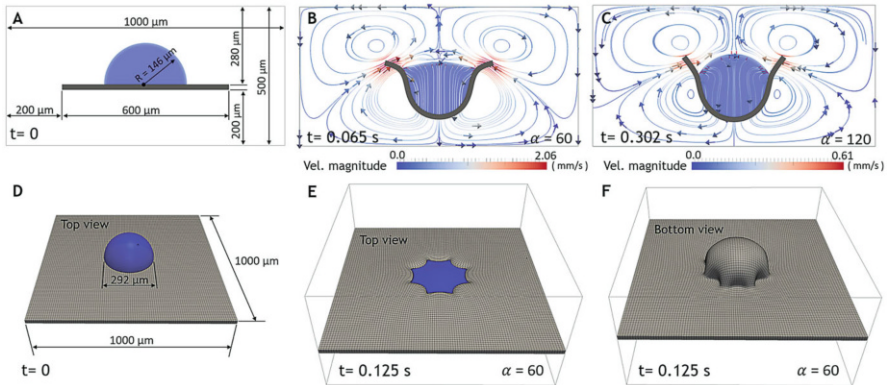 A
1000 µm
R = 146 µm
280 µm
500 µm
200 µm
600 µm
200 µm
t= 0
B
t= 0.065 s
α = 60
Vel. magnitude
0.0
2.06
(mm/s)
C
t= 0.302 s
α = 120
Vel. magnitude
0.0
0.61
(mm/s)
D
Top view
292 µm
1000 µm
1000 µm
t= 0
E
Top view
t= 0.125 s
α = 60
F
Bottom view
t= 0.125 s
α = 60